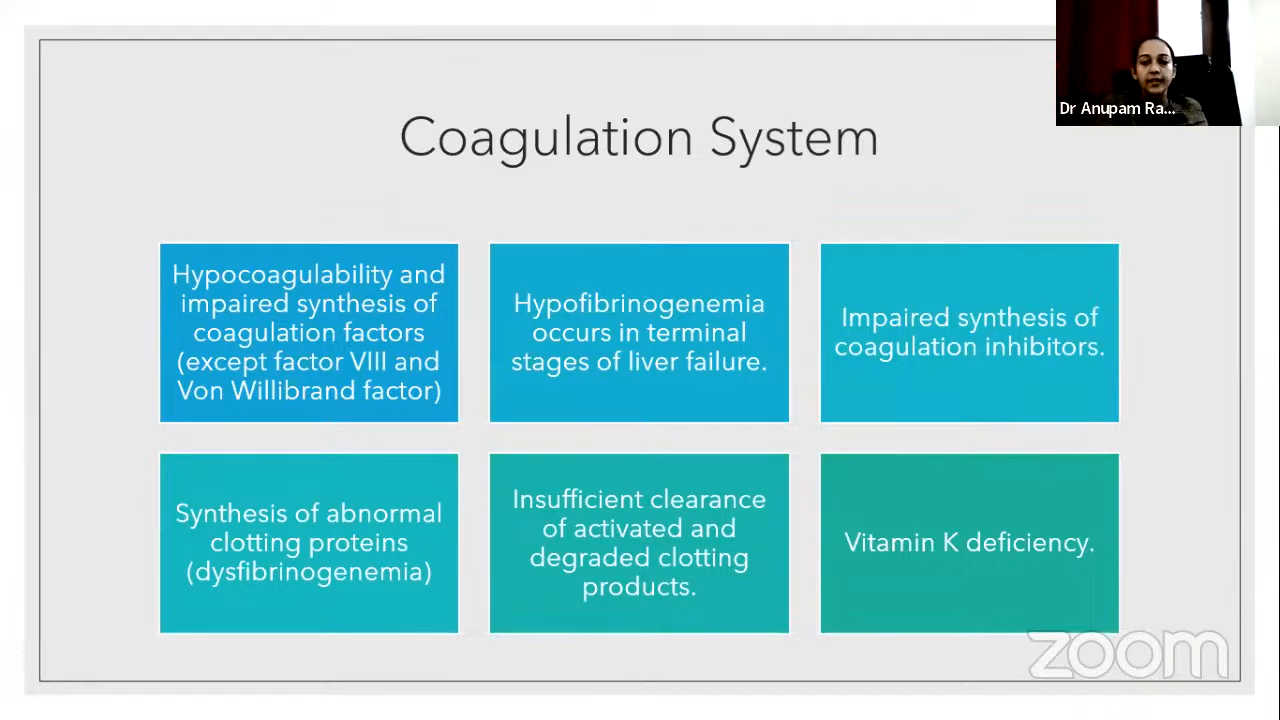 Dr Anupam Ra...
Coagulation System
Hypocoagulability and
impaired synthesis of
coagulation factors
(except factor VIII and
Von Willibrand factor)
Hypofibrinogenemia
occurs in terminal
stages of liver failure.
Impaired synthesis of
coagulation inhibitors.
Synthesis of abnormal
clotting proteins
(dysfibrinogenemia)
Insufficient clearance
of activated and
degraded clotting
products.
Vitamin K deficiency.
zoom